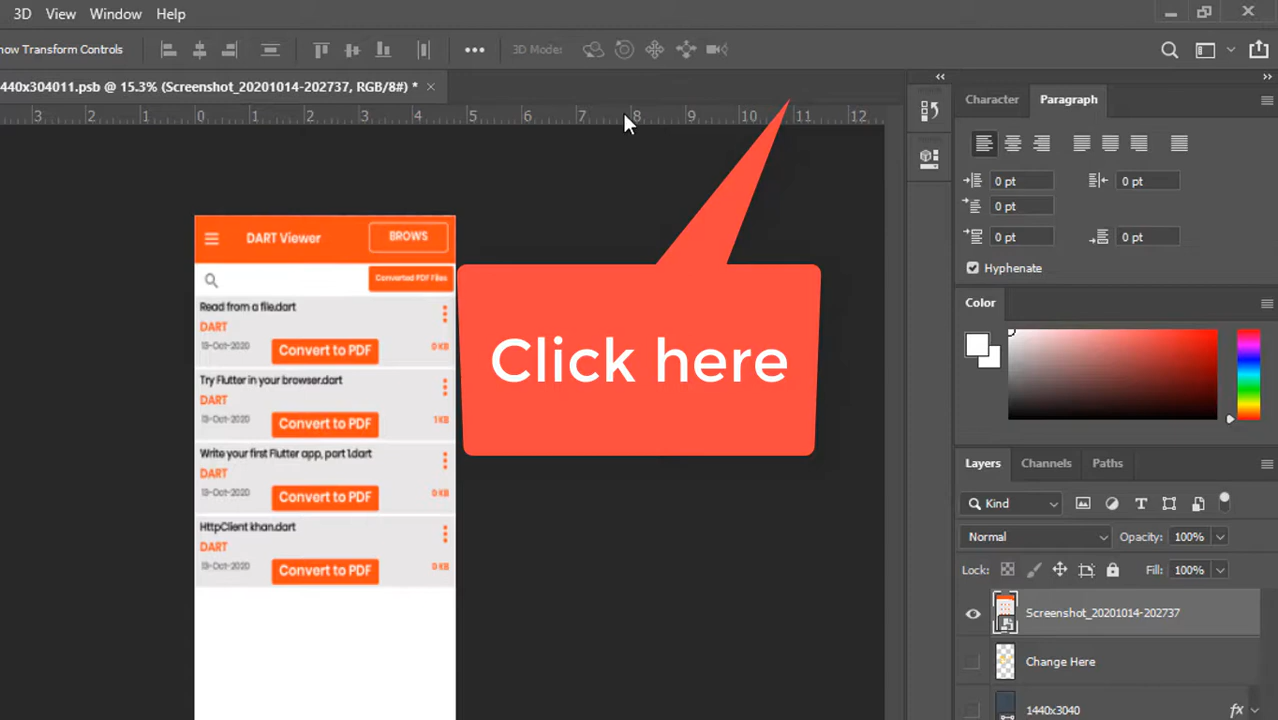 3D View Window Help
how Transform Controls
3D Mode:
440x304011.psb @ 15.3% (Screenshot_20201014-202737, RGB/8#) *
3 2 1 0 1 2 3 4 5 6 7 8 9 10 11 12
Character Paragraph
0 pt 0 pt
0 pt
0 pt 0 pt
Hyphenate
Color
DART Viewer BROWS
Converted PDF Files
Read from a file.dart
DART
13-Oct-2020 Convert to PDF 0 KB
Try Flutter in your browser.dart
DART
13-Oct-2020 Convert to PDF 1 KB
Write your first Flutter app, part 1.dart
DART
13-Oct-2020 Convert to PDF 0 KB
HttpClient khan.dart
DART
13-Oct-2020 Convert to PDF 0 KB
Click here
Layers Channels Paths
Kind
Normal Opacity: 100%
Lock: Fill: 100%
Screenshot_20201014-202737
Change Here
1440x3040 fx